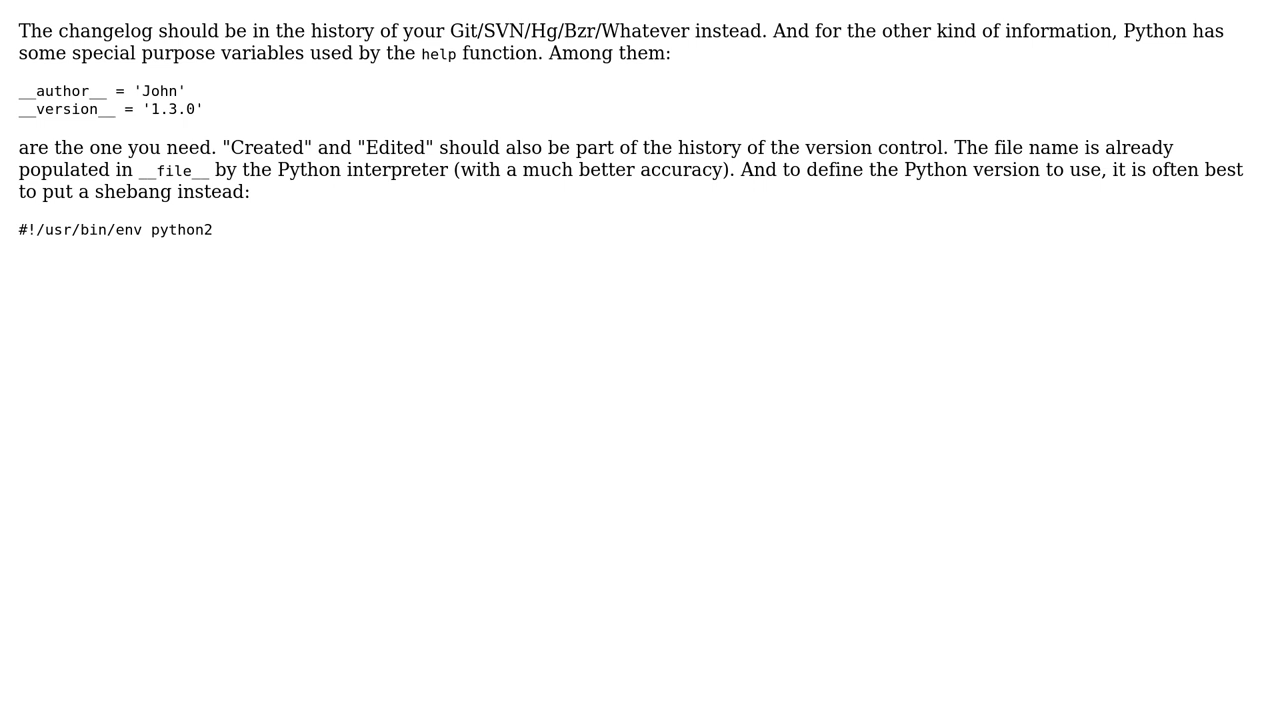 The changelog should be in the history of your Git/SVN/Hg/Bzr/Whatever instead. And for the other kind of information, Python has
some special purpose variables used by the help function. Among them:
__author__ = 'John'
__version__ = '1.3.0'
are the one you need. "Created" and "Edited" should also be part of the history of the version control. The file name is already
populated in __file__ by the Python interpreter (with a much better accuracy). And to define the Python version to use, it is often best
to put a shebang instead:
#!/usr/bin/env python2